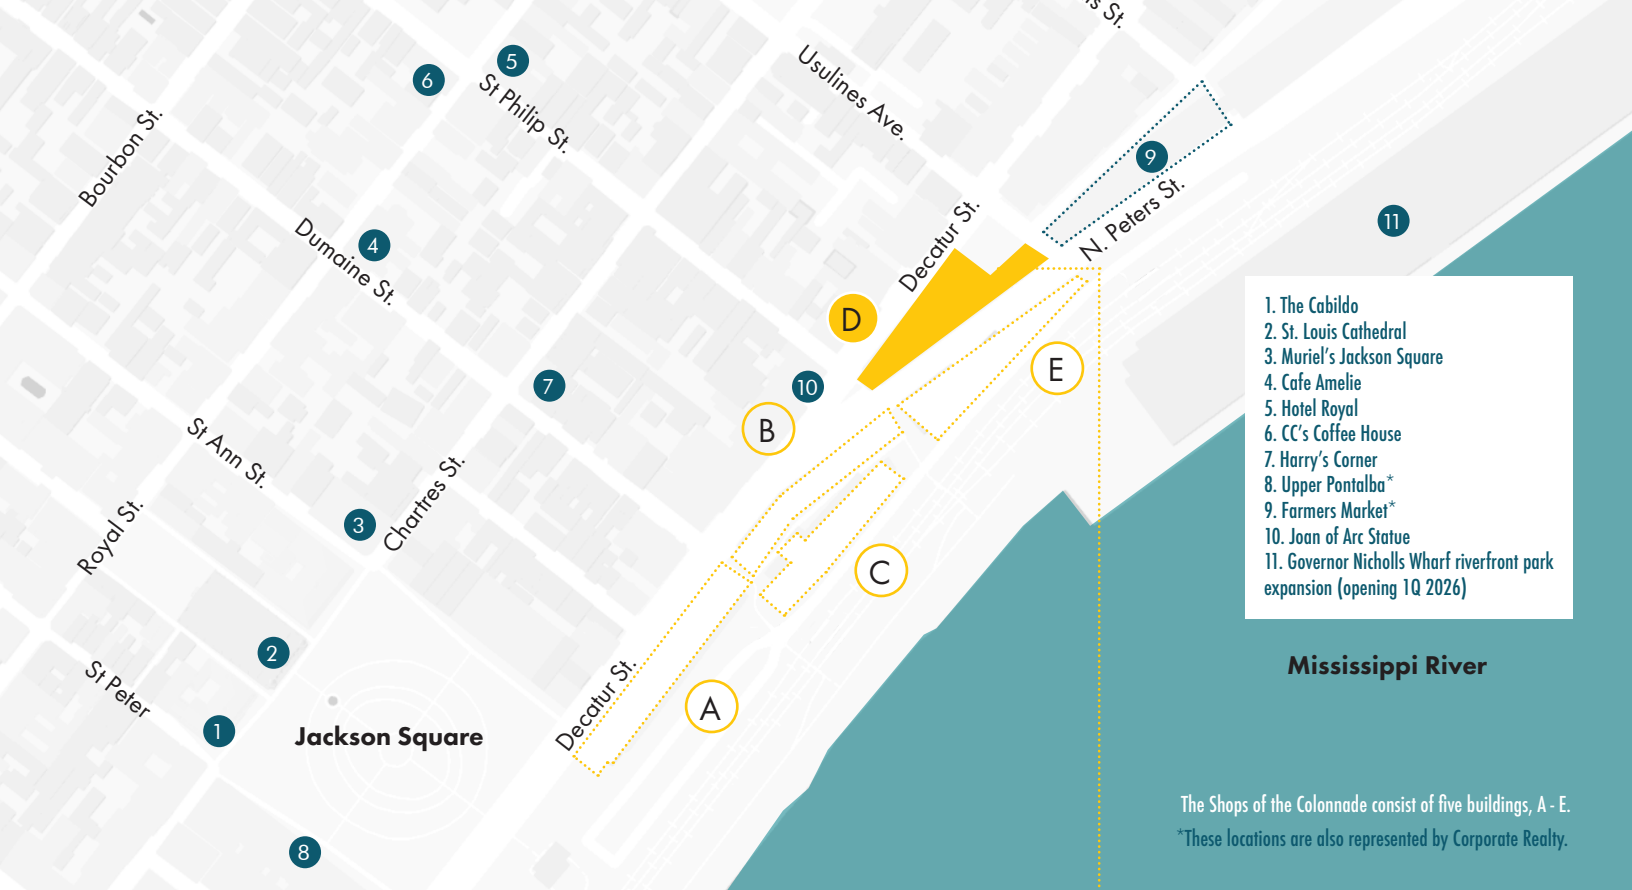 s St.
Usulines Ave.
5
6
St Philip St.
Bourbon St.
9
N. Peters St.
Decatur St.
11
4
Dumaine St.
D
E
7
10
B
St Ann St.
Chartres St.
Royal St.
3
C
2
St Peter
A
Decatur St.
1
Jackson Square
8
1. The Cabildo
2. St. Louis Cathedral
3. Muriel's Jackson Square
4. Cafe Amelie
5. Hotel Royal
6. CC's Coffee House
7. Harry's Corner
8. Upper Pontalba*
9. Farmers Market*
10. Joan of Arc Statue
11. Governor Nicholls Wharf riverfront park
expansion (opening 1Q 2026)
Mississippi River
The Shops of the Colonnade consist of five buildings, A - E.
*These locations are also represented by Corporate Realty.